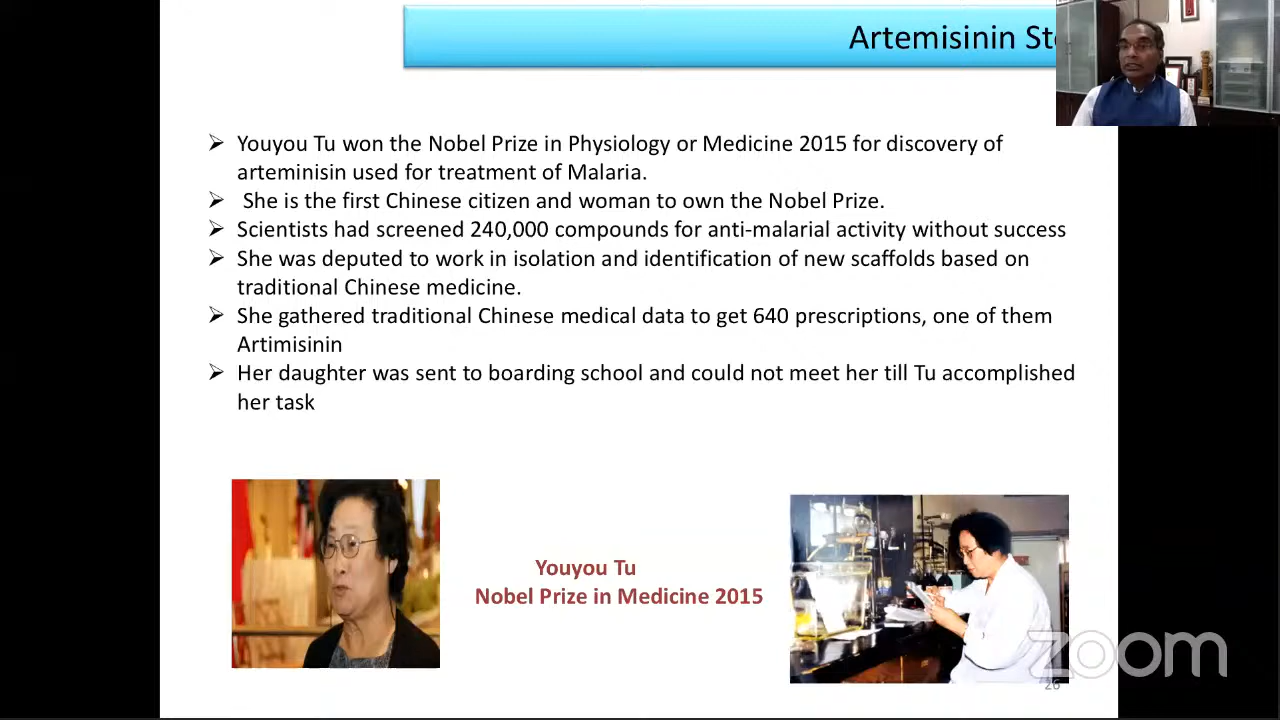 Artemisinin St
➢ Youyou Tu won the Nobel Prize in Physiology or Medicine 2015 for discovery of
arteminisin used for treatment of Malaria.
➢ She is the first Chinese citizen and woman to own the Nobel Prize.
➢ Scientists had screened 240,000 compounds for anti-malarial activity without success
➢ She was deputed to work in isolation and identification of new scaffolds based on
traditional Chinese medicine.
➢ She gathered traditional Chinese medical data to get 640 prescriptions, one of them
Artimisinin
➢ Her daughter was sent to boarding school and could not meet her till Tu accomplished
her task
Youyou Tu
Nobel Prize in Medicine 2015
zoom
26